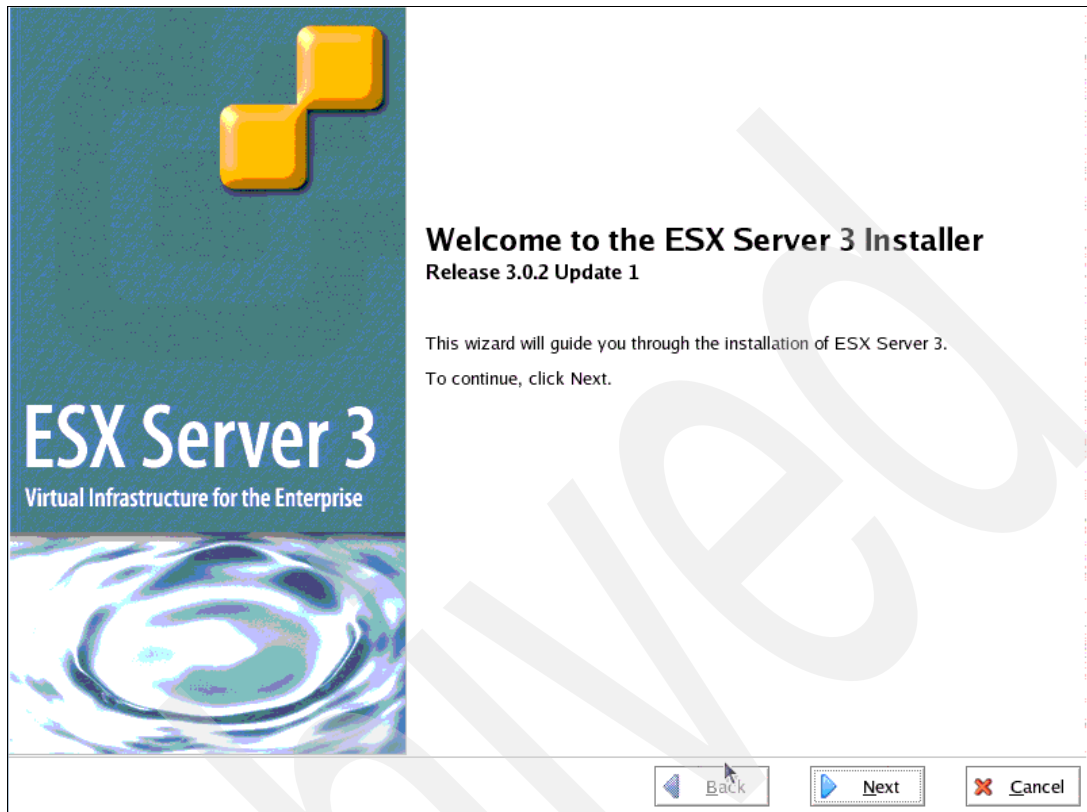 Welcome to the ESX Server 3 Installer
Release 3.0.2 Update 1
This wizard will guide you through the installation of ESX Server 3.
To continue, click Next.
ESX Server 3
Virtual Infrastructure for the Enterprise
Back
Next
Cancel